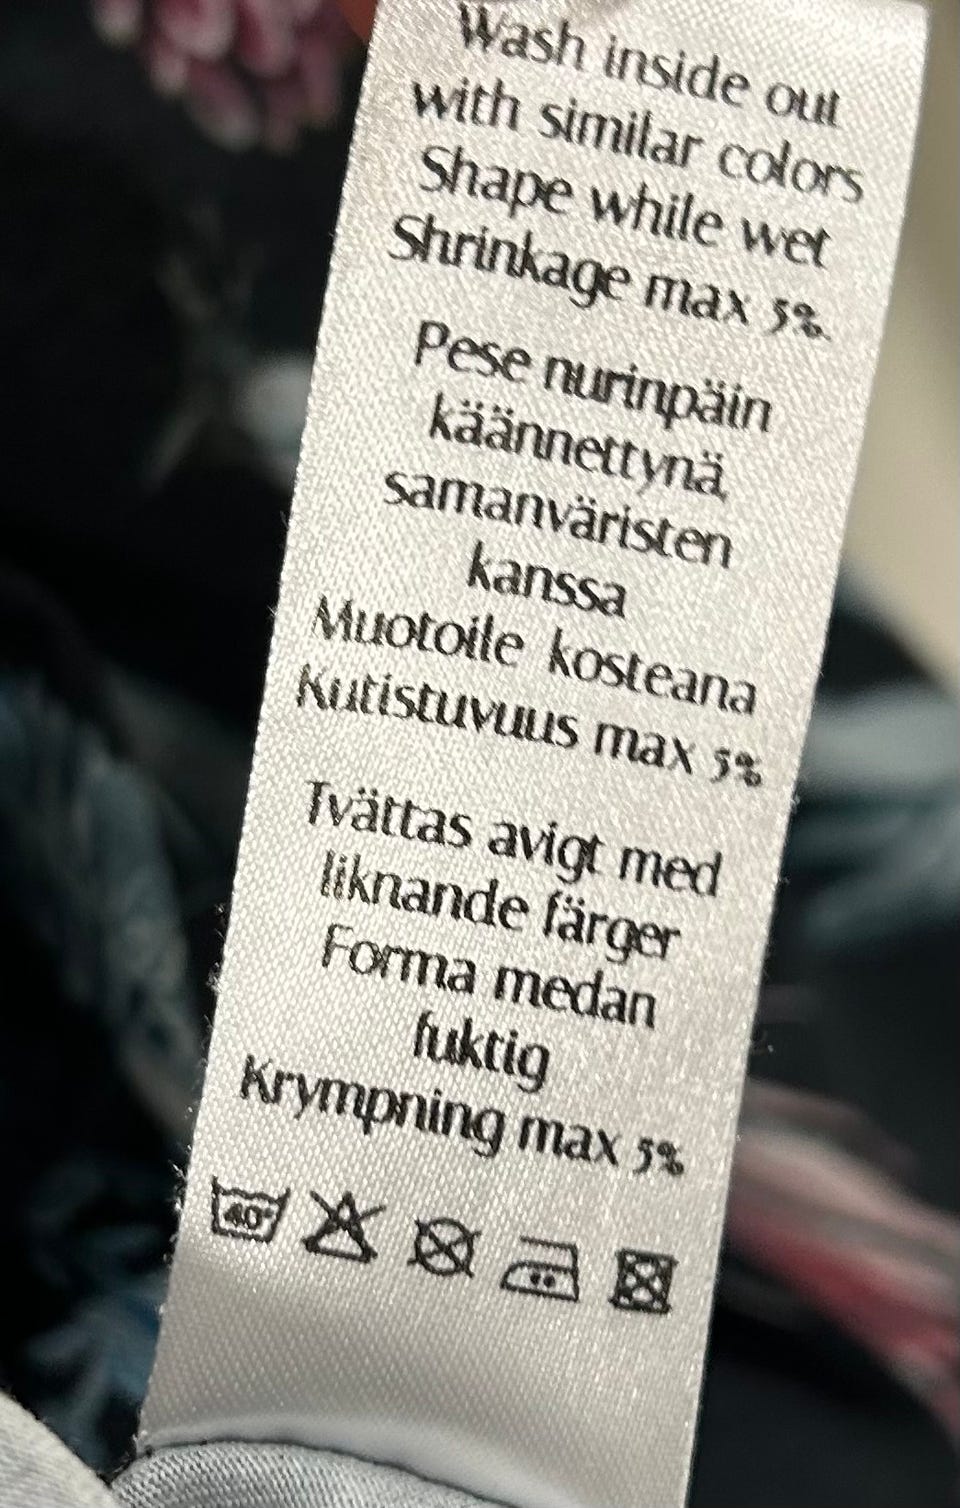 Wash inside out
with similar colors
Shape while wet
Shrinkage max 5%.
Pese nurinpäin
käännettynä,
samanväristen
kanssa
Muotoile kosteana
Kutistuvuus max 5%
Tvättas avigt med
liknande färger
Forma medan
fuktig
Krympning max 5%
40°